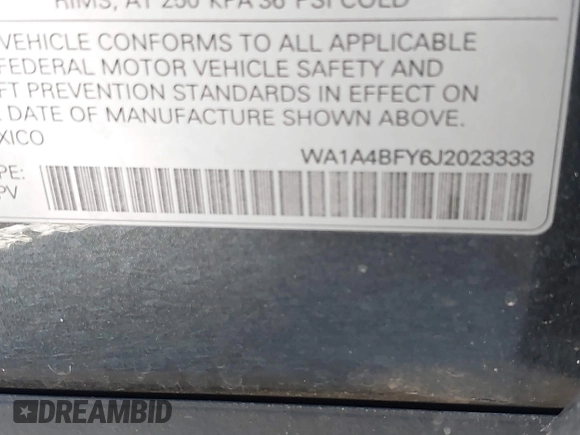 RIMS, AT 250 KPA 36 PSI COLD
VEHICLE CONFORMS TO ALL APPLICABLE
FEDERAL MOTOR VEHICLE SAFETY AND
FT PREVENTION STANDARDS IN EFFECT ON
DATE OF MANUFACTURE SHOWN ABOVE.
XICO
WA1A4BFY6J2023333
PE:
PV
DREAMBID